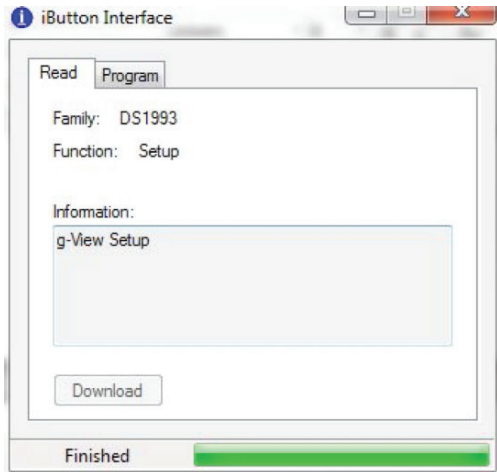 iButton Interface
Read Program
Family: DS1993
Function: Setup
Information:
g-View Setup
Download
Finished